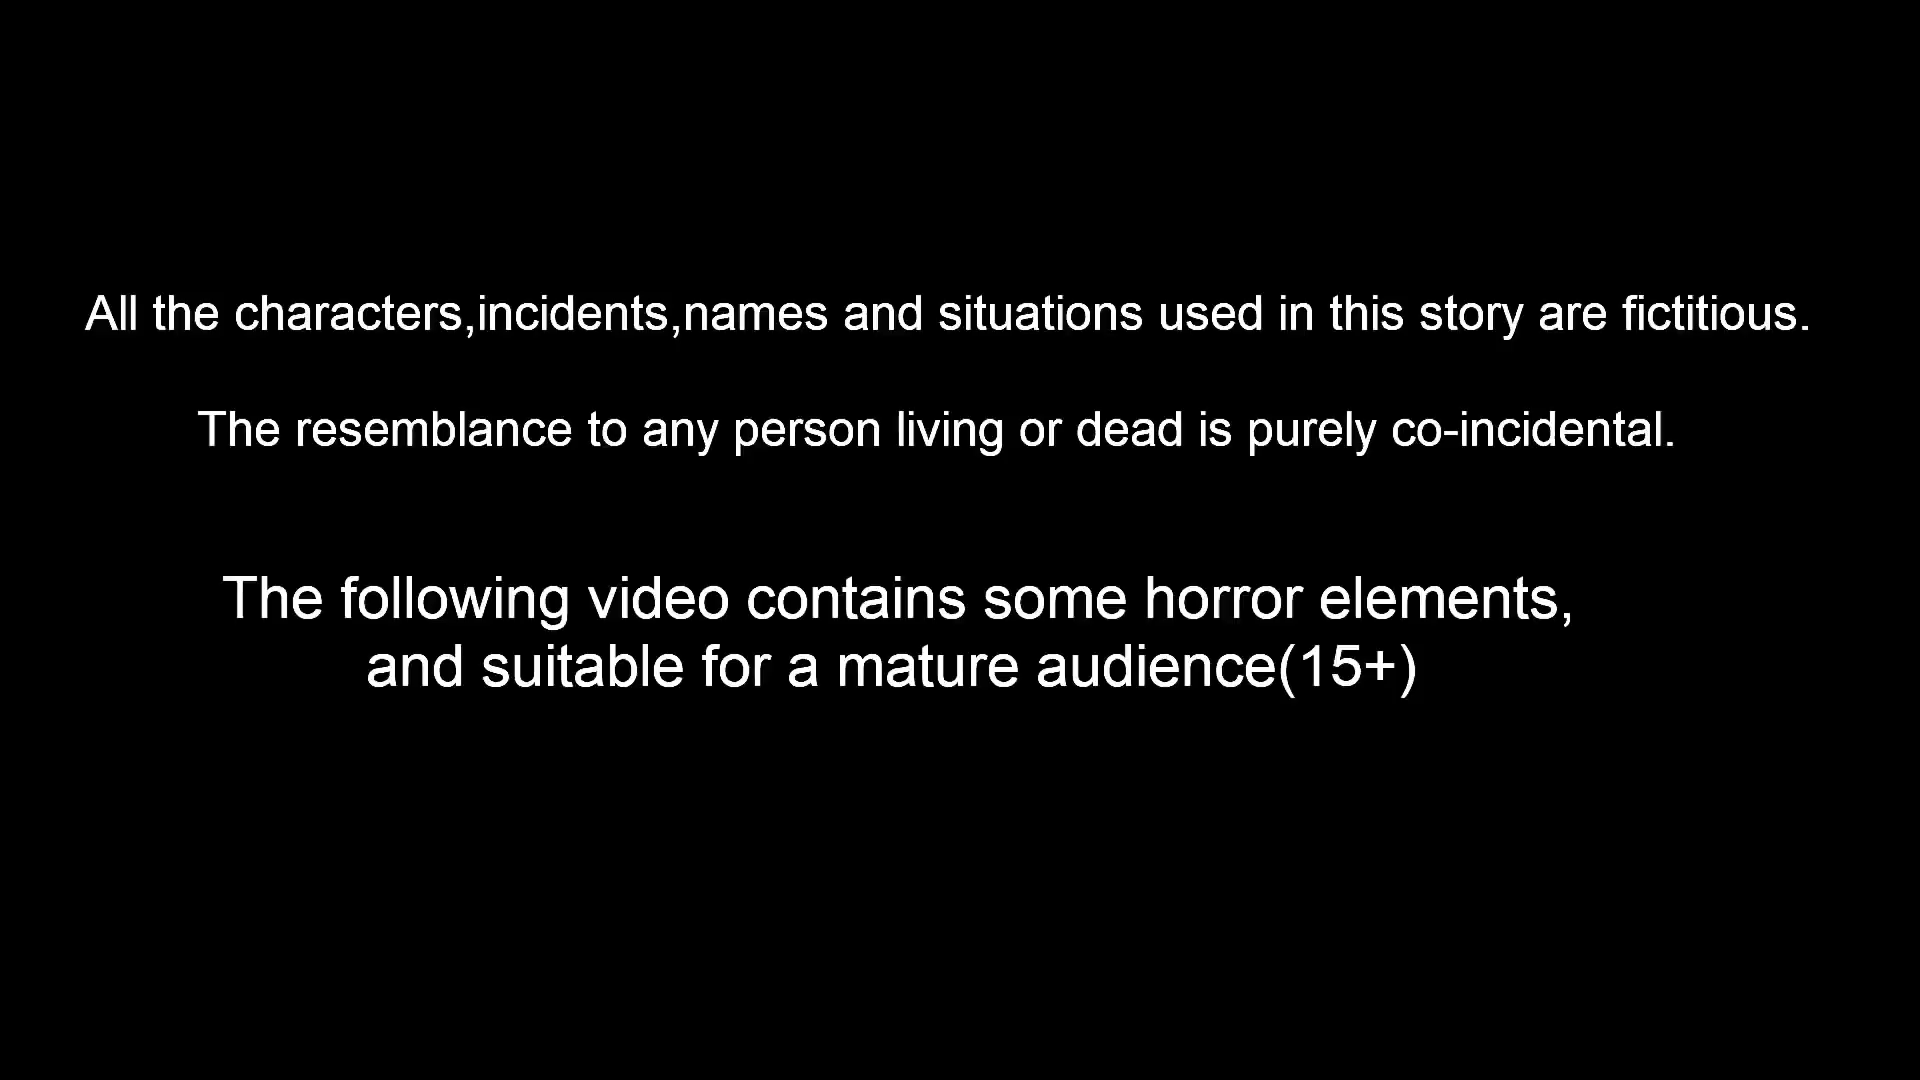 All the characters,incidents,names and situations used in this story are fictitious.
The resemblance to any person living or dead is purely co-incidental.
The following video contains some horror elements,
and suitable for a mature audience(15+)